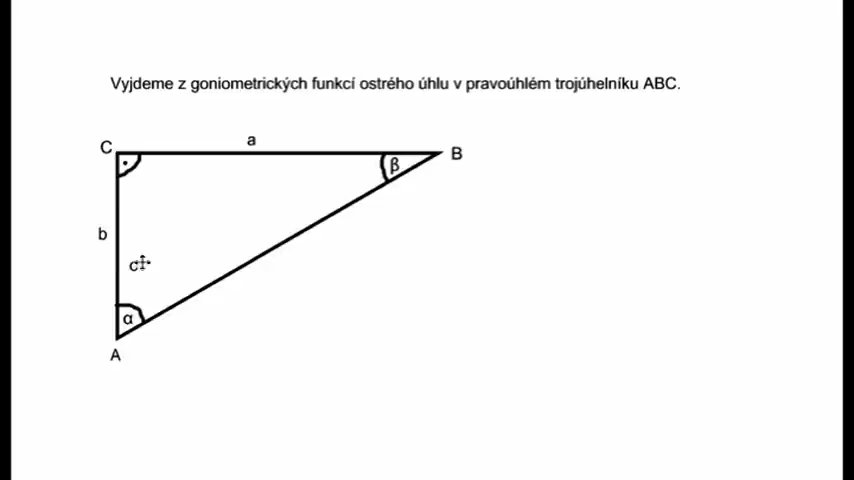 Vyjdeme z goniometrických funkcí ostrého úhlu v pravoúhlém trojúhelníku ABC.
C
a
B
β
b
c
α
A